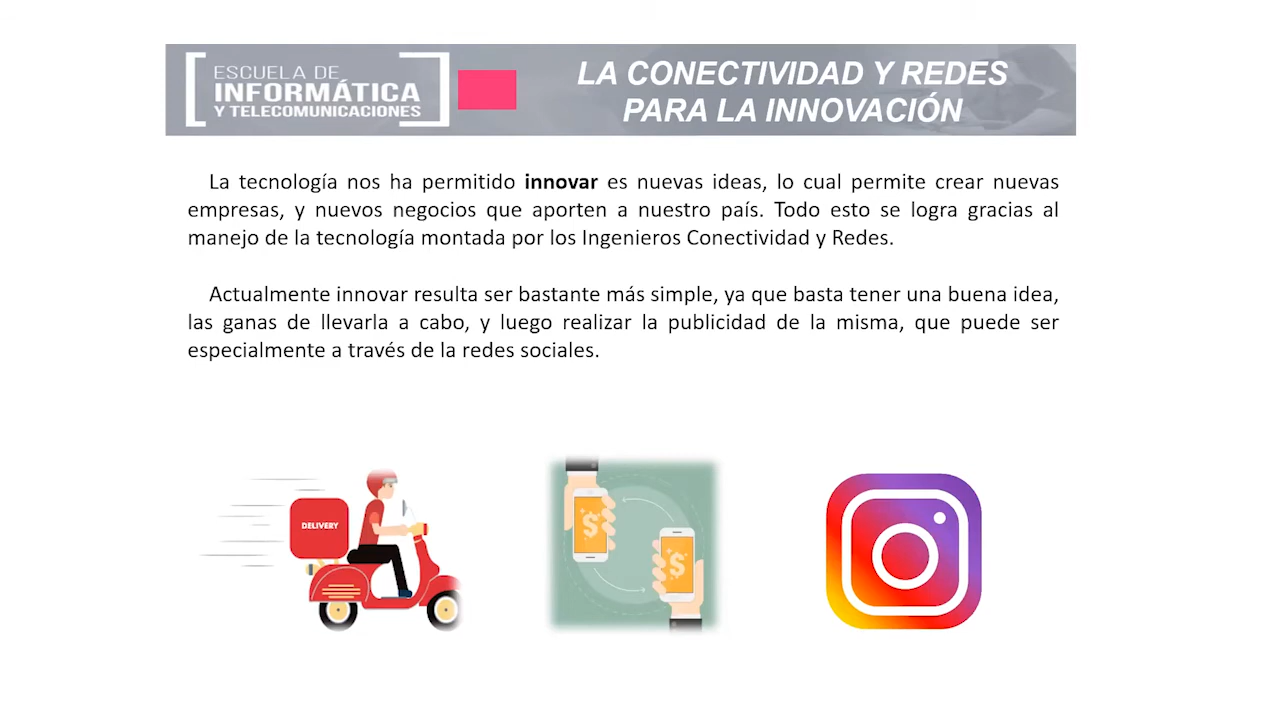 ESCUELA DE
INFORMÁTICA
Y TELECOMUNICACIONES
LA CONECTIVIDAD Y REDES
PARA LA INNOVACIÓN
La tecnología nos ha permitido innovar es nuevas ideas, lo cual permite crear nuevas
empresas, y nuevos negocios que aporten a nuestro país. Todo esto se logra gracias al
manejo de la tecnología montada por los Ingenieros Conectividad y Redes.
Actualmente innovar resulta ser bastante más simple, ya que basta tener una buena idea,
las ganas de llevarla a cabo, y luego realizar la publicidad de la misma, que puede ser
especialmente a través de la redes sociales.
DELIVERY
$
$